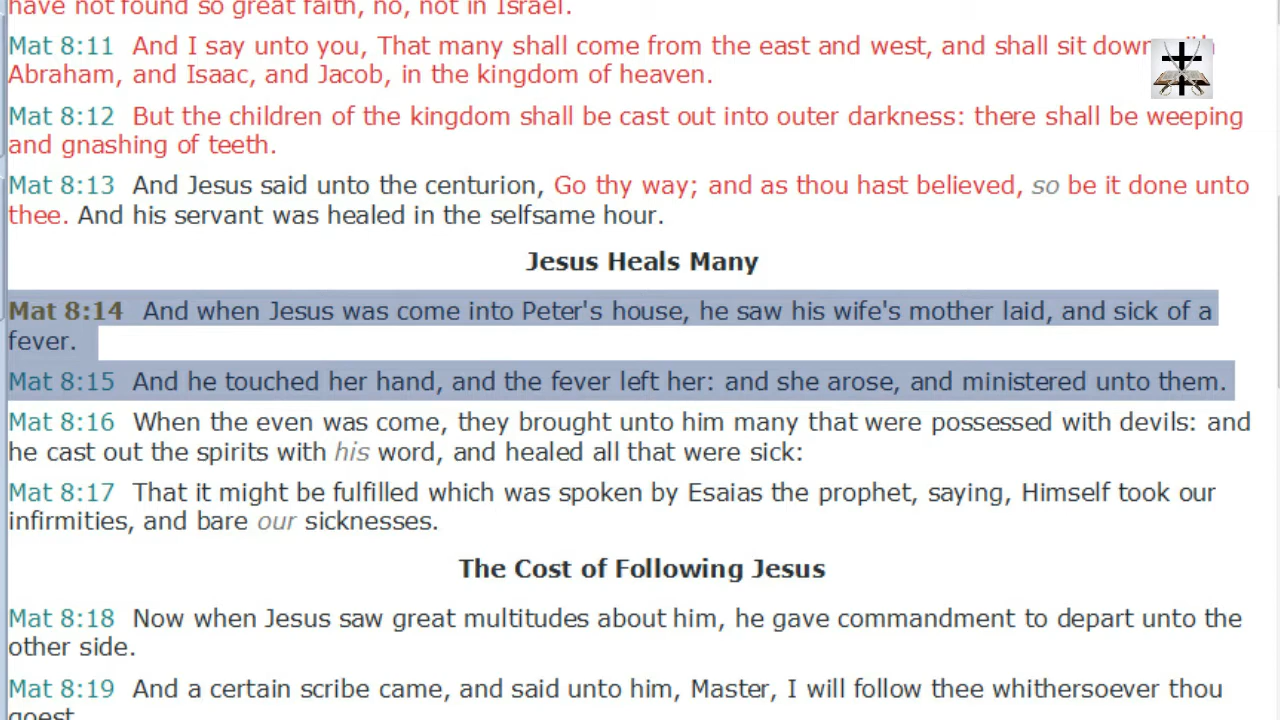 have not found so great faith, no, not in Israel.
Mat 8:11 And I say unto you, That many shall come from the east and west, and shall sit down
Abraham, and Isaac, and Jacob, in the kingdom of heaven.
Mat 8:12 But the children of the kingdom shall be cast out into outer darkness: there shall be weeping
and gnashing of teeth.
Mat 8:13 And Jesus said unto the centurion, Go thy way; and as thou hast believed, so be it done unto
thee. And his servant was healed in the selfsame hour.
Jesus Heals Many
Mat 8:14 And when Jesus was come into Peter's house, he saw his wife's mother laid, and sick of a
fever.
Mat 8:15 And he touched her hand, and the fever left her: and she arose, and ministered unto them.
Mat 8:16 When the even was come, they brought unto him many that were possessed with devils: and
he cast out the spirits with his word, and healed all that were sick:
Mat 8:17 That it might be fulfilled which was spoken by Esaias the prophet, saying, Himself took our
infirmities, and bare our sicknesses.
The Cost of Following Jesus
Mat 8:18 Now when Jesus saw great multitudes about him, he gave commandment to depart unto the
other side.
Mat 8:19 And a certain scribe came, and said unto him, Master, I will follow thee whithersoever thou
goest